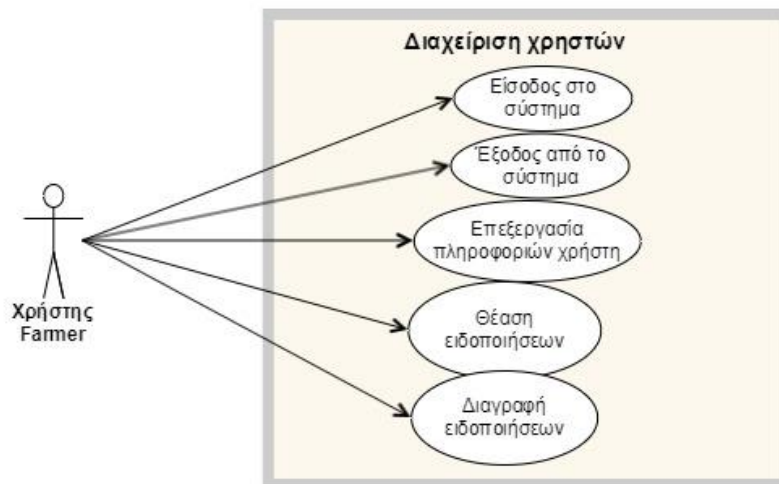 Διαχείριση χρηστών
Είσοδος στο
σύστημα
Έξοδος από το
σύστημα
Επεξεργασία
πληροφοριών χρήστη
Θέαση
ειδοποιήσεων
Διαγραφή
ειδοποιήσεων
Χρήστης
Farmer